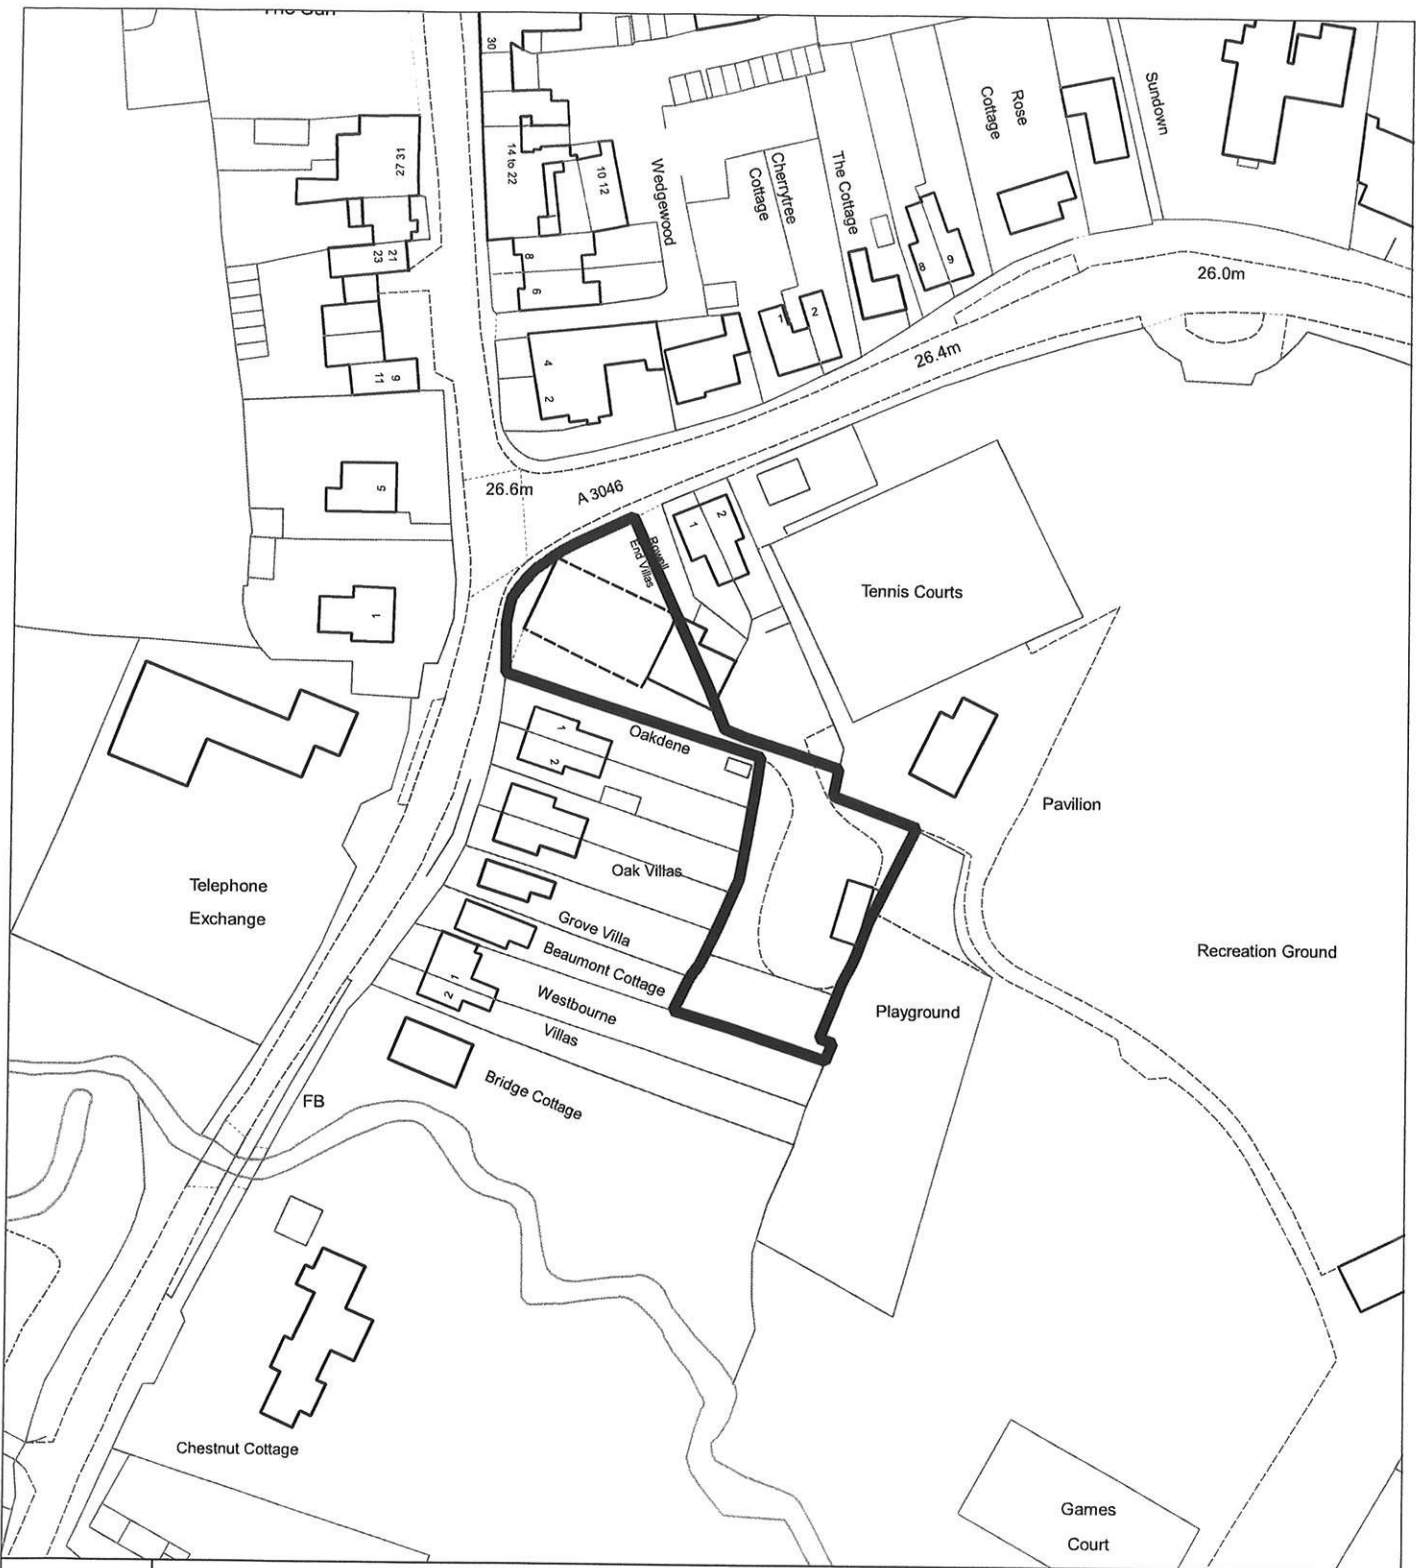 The Sun
30
27 31
14 to 22
10 12
Wedgewood
Cherrytree
Cottage
The Cottage
Rose
Cottage
Sundown
21
23
8
6
8
9
26.0m
1
2
26.4m
4
2
9
11
5
26.6m
A 3046
1
2
Rowell
End Villas
Tennis Courts
1
Oakdene
1
2
Pavilion
Oak Villas
Telephone
Exchange
Grove Villa
Beaumont Cottage
Recreation Ground
1
2
Westbourne
Villas
Playground
Bridge Cottage
FB
Chestnut Cottage
Games
Court